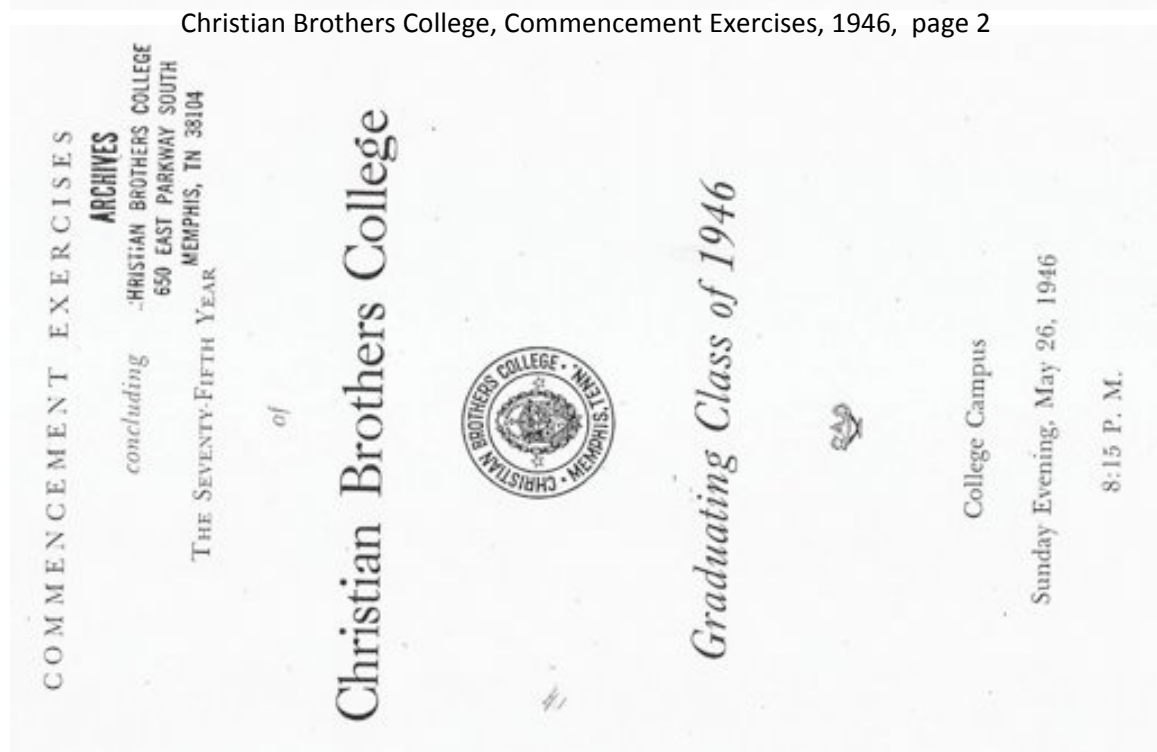 Christian Brothers College, Commencement Exercises, 1946, page 2
COMMENCEMENT EXERCISES
ARCHIVES
HRISTIAN BROTHERS COLLEGE
650 EAST PARKWAY SOUTH
MEMPHIS, TN 38104
concluding
THE SEVENTY-FIFTH YEAR
of
Christian Brothers College
CHRISTIAN BROTHERS COLLEGE · MEMPHIS, TENN. ·
Graduating Class of 1946
College Campus
Sunday Evening, May 26, 1946
8:15 P. M.